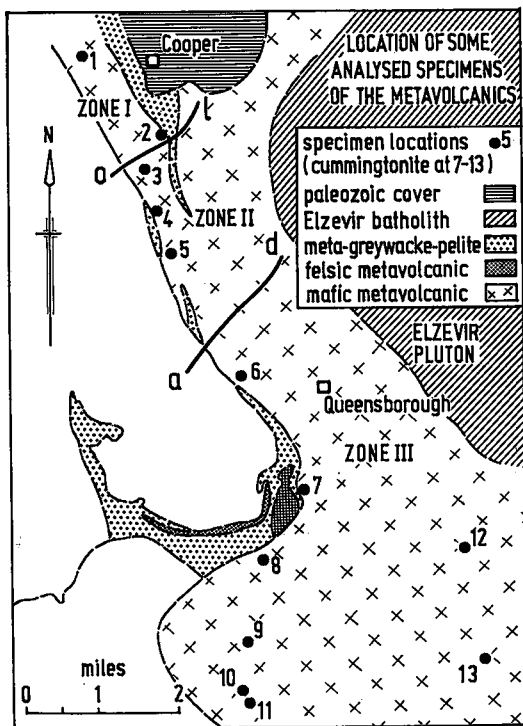 LOCATION OF SOME
ANALYSED SPECIMENS
OF THE METAVOLCANICS
specimen locations 5
(cummingtonite at 7-13)
paleozoic cover
Elzevir batholith
meta-greywacke-pelite
felsic metavolcanic
mafic metavolcanic
Cooper
1
ZONE I
t
2
N
a
3
4
ZONE II
5
d
a
6
ELZEVIR
PLUTON
Queensborough
ZONE III
7
12
8
9
13
10
11
miles
0 1 2